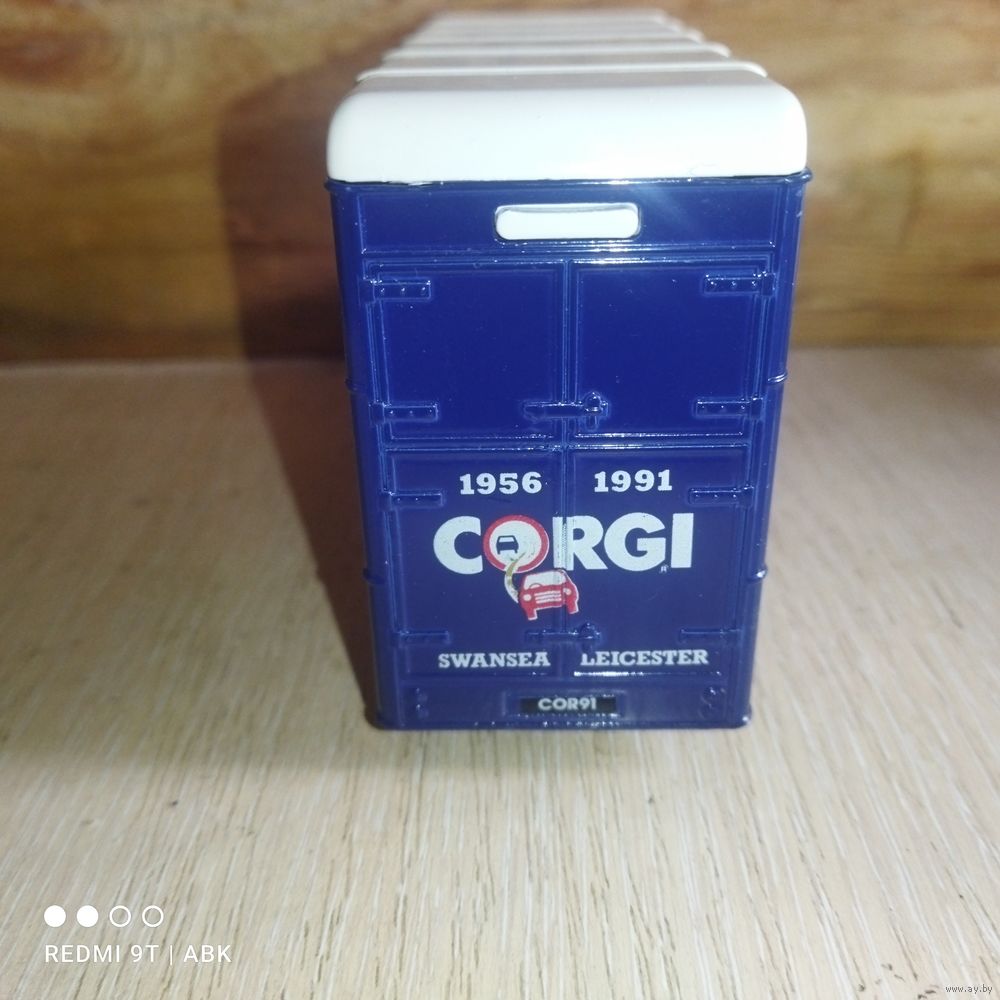 1956 1991
CORGI
SWANSEA LEICESTER
COR91
REDMI 9T | ABK
www.ay.by